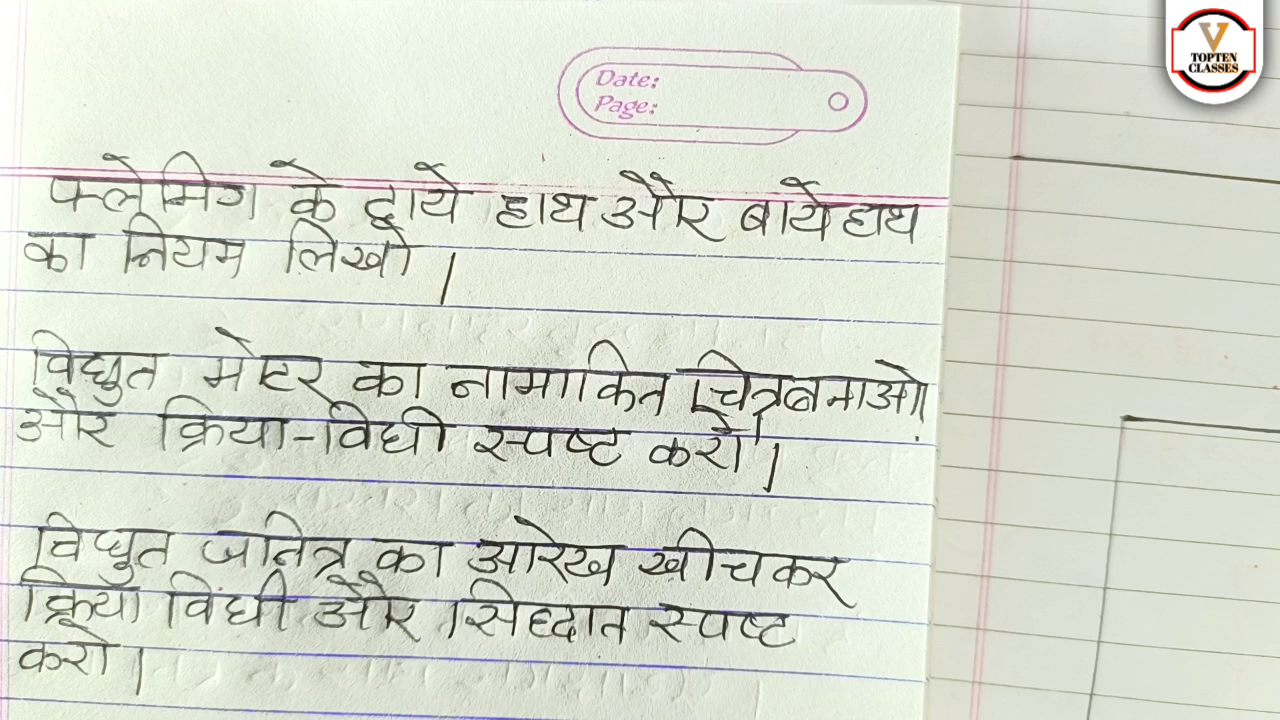 V
TOPTEN
CLASSES
Date:
Page:
फ्लेमिग के दाये हाथ और बाये हाथ
का नियम लिखो |
विधुत मोटर का नामाकित चित्र बनाओ|
और क्रिया-विधी स्पष्ट करो |
विधुत जनित्र का आरेख खीचकर
क्रिया विधी और सिध्दात स्पष्ट
करो |